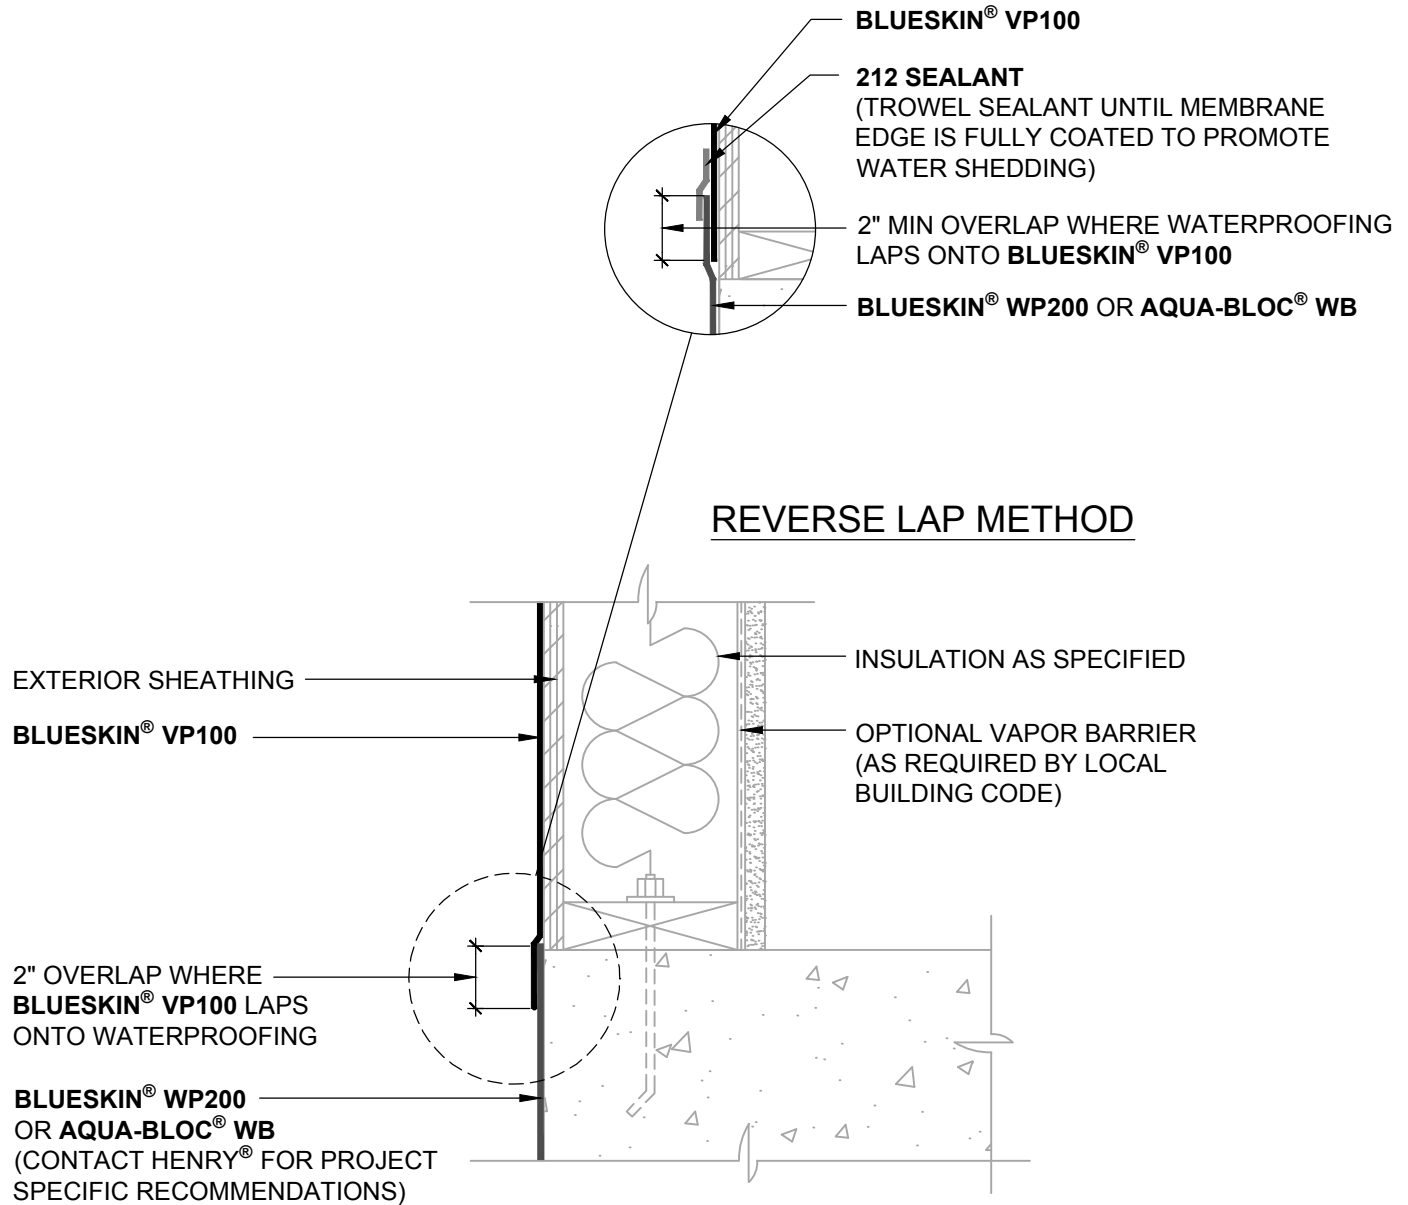 BLUESKIN® VP100
212 SEALANT
(TROWEL SEALANT UNTIL MEMBRANE
EDGE IS FULLY COATED TO PROMOTE
WATER SHEDDING)
2" MIN OVERLAP WHERE WATERPROOFING
LAPS ONTO BLUESKIN® VP100
BLUESKIN® WP200 OR AQUA-BLOC® WB
REVERSE LAP METHOD
EXTERIOR SHEATHING
BLUESKIN® VP100
2" OVERLAP WHERE
BLUESKIN® VP100 LAPS
ONTO WATERPROOFING
BLUESKIN® WP200
OR AQUA-BLOC® WB
(CONTACT HENRY® FOR PROJECT
SPECIFIC RECOMMENDATIONS)
INSULATION AS SPECIFIED
OPTIONAL VAPOR BARRIER
(AS REQUIRED BY LOCAL
BUILDING CODE)